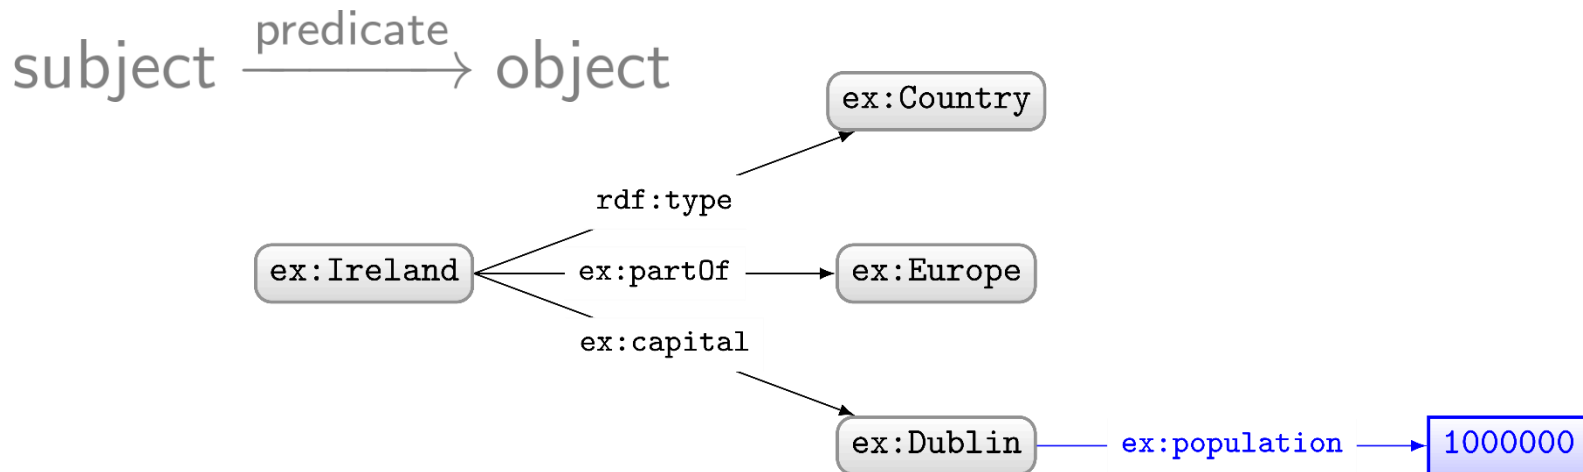 predicate
subject object
ex:Country
rdf:type
ex:Ireland ex:partOf ex:Europe
ex:capital
ex:Dublin ex:population 1000000